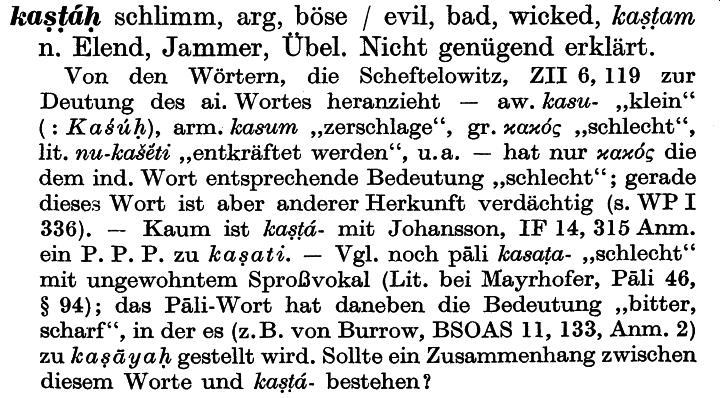 kaṣṭáḥ schlimm, arg, böse / evil, bad, wicked, kaṣṭam
n. Elend, Jammer, Übel. Nicht genügend erklärt.
Von den Wörtern, die Scheftelowitz, ZII 6, 119 zur
Deutung des ai. Wortes heranzieht — aw. kasu- „klein“
(: Kaśúḥ), arm. kasum „zerschlage“, gr. κακός „schlecht“,
lit. nu-kašėti „entkräftet werden“, u. a. — hat nur κακός die
dem ind. Wort entsprechende Bedeutung „schlecht“; gerade
dieses Wort ist aber anderer Herkunft verdächtig (s. WP I
336). — Kaum ist kaṣṭá- mit Johansson, IF 14, 315 Anm.
ein P. P. P. zu kaṣati. — Vgl. noch pāli kasaṭa- „schlecht“
mit ungewohntem Sproßvokal (Lit. bei Mayrhofer, Pāli 46,
§ 94); das Pāli-Wort hat daneben die Bedeutung „bitter,
scharf“, in der es (z. B. von Burrow, BSOAS 11, 133, Anm. 2)
zu kaṣāyaḥ gestellt wird. Sollte ein Zusammenhang zwischen
diesem Worte und kaṣṭá- bestehen?